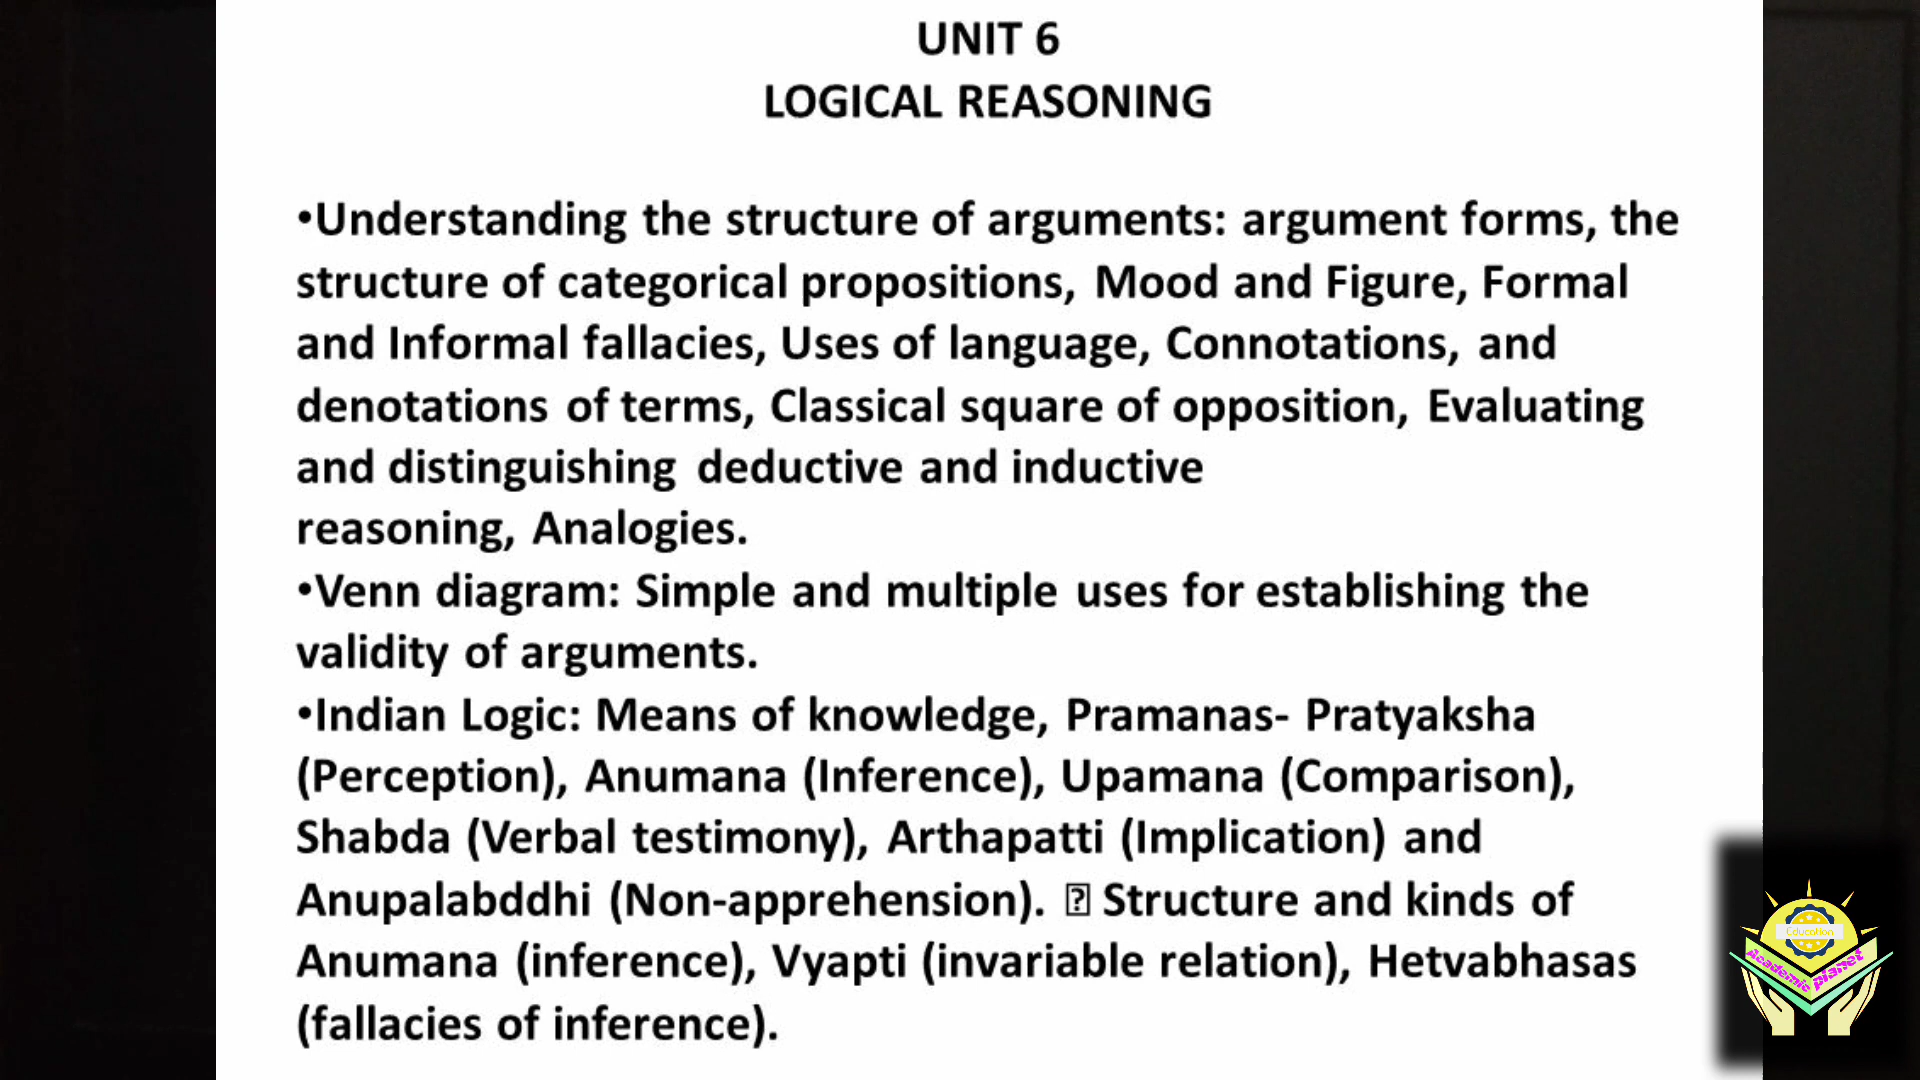 UNIT 6
LOGICAL REASONING
•Understanding the structure of arguments: argument forms, the
structure of categorical propositions, Mood and Figure, Formal
and Informal fallacies, Uses of language, Connotations, and
denotations of terms, Classical square of opposition, Evaluating
and distinguishing deductive and inductive
reasoning, Analogies.
•Venn diagram: Simple and multiple uses for establishing the
validity of arguments.
•Indian Logic: Means of knowledge, Pramanas- Pratyaksha
(Perception), Anumana (Inference), Upamana (Comparison),
Shabda (Verbal testimony), Arthapatti (Implication) and
Anupalabddhi (Non-apprehension). ⍰ Structure and kinds of
Anumana (inference), Vyapti (invariable relation), Hetvabhasas
(fallacies of inference).
Education
Academic planet